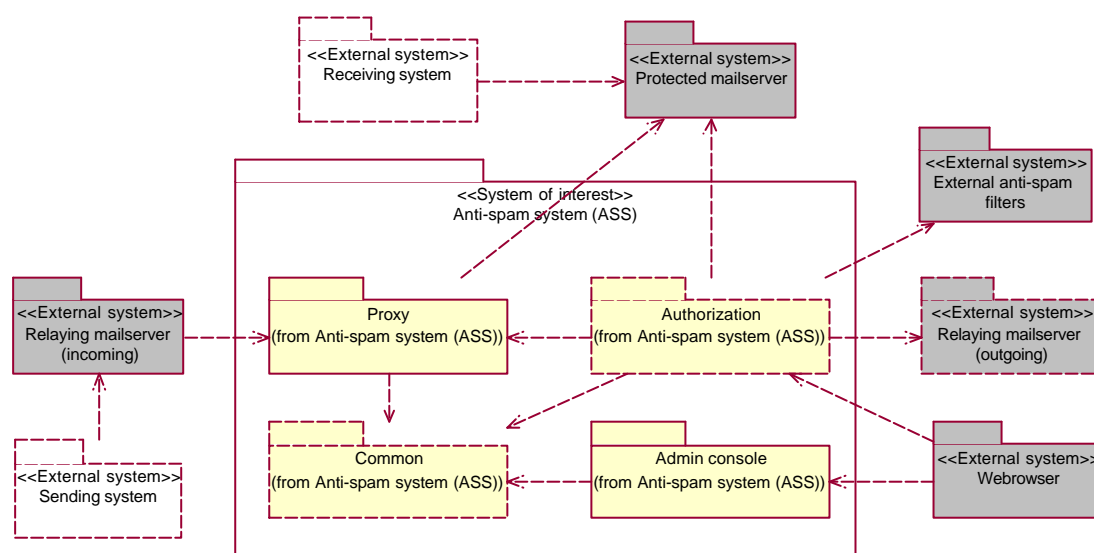 <<External system>>
Receiving system
<<External system>>
Protected mailserver
<<External system>>
External anti-spam
filters
<<System of interest>>
Anti-spam system (ASS)
<<External system>>
Relaying mailserver
(incoming)
Proxy
(from Anti-spam system (ASS))
Authorization
(from Anti-spam system (ASS))
<<External system>>
Relaying mailserver
(outgoing)
<<External system>>
Sending system
Common
(from Anti-spam system (ASS))
Admin console
(from Anti-spam system (ASS))
<<External system>>
Webrowser